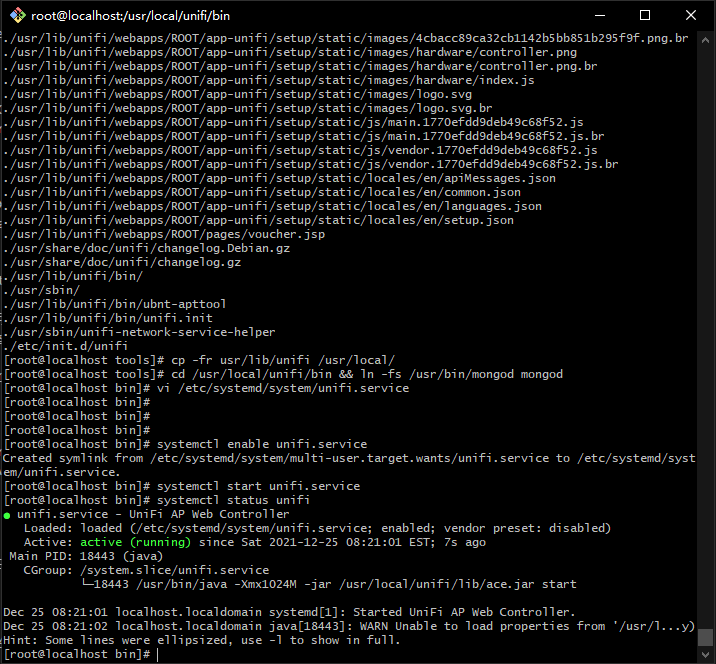 root@localhost:/usr/local/unifi/bin
./usr/lib/unifi/webapps/ROOT/app-unifi/setup/static/images/4cbacc89ca32cb1142b5bb851b295f9f.png.br
./usr/lib/unifi/webapps/ROOT/app-unifi/setup/static/images/hardware/controller.png
./usr/lib/unifi/webapps/ROOT/app-unifi/setup/static/images/hardware/controller.png.br
./usr/lib/unifi/webapps/ROOT/app-unifi/setup/static/images/hardware/index.js
./usr/lib/unifi/webapps/ROOT/app-unifi/setup/static/images/logo.svg
./usr/lib/unifi/webapps/ROOT/app-unifi/setup/static/images/logo.svg.br
./usr/lib/unifi/webapps/ROOT/app-unifi/setup/static/js/main.1770efdd9deb49c68f52.js
./usr/lib/unifi/webapps/ROOT/app-unifi/setup/static/js/main.1770efdd9deb49c68f52.js.br
./usr/lib/unifi/webapps/ROOT/app-unifi/setup/static/js/vendor.1770efdd9deb49c68f52.js
./usr/lib/unifi/webapps/ROOT/app-unifi/setup/static/js/vendor.1770efdd9deb49c68f52.js.br
./usr/lib/unifi/webapps/ROOT/app-unifi/setup/static/locales/en/apiMessages.json
./usr/lib/unifi/webapps/ROOT/app-unifi/setup/static/locales/en/common.json
./usr/lib/unifi/webapps/ROOT/app-unifi/setup/static/locales/en/languages.json
./usr/lib/unifi/webapps/ROOT/app-unifi/setup/static/locales/en/setup.json
./usr/lib/unifi/webapps/ROOT/pages/voucher.jsp
./usr/share/doc/unifi/changelog.Debian.gz
./usr/share/doc/unifi/changelog.gz
./usr/lib/unifi/bin/
./usr/sbin/
./usr/lib/unifi/bin/ubnt-apttool
./usr/lib/unifi/bin/unifi.init
./usr/sbin/unifi-network-service-helper
./etc/init.d/unifi
[root@localhost tools]# cp -fr usr/lib/unifi /usr/local/
[root@localhost tools]# cd /usr/local/unifi/bin && ln -fs /usr/bin/mongod mongod
[root@localhost bin]# vi /etc/systemd/system/unifi.service
[root@localhost bin]#
[root@localhost bin]#
[root@localhost bin]#
[root@localhost bin]# systemctl enable unifi.service
Created symlink from /etc/systemd/system/multi-user.target.wants/unifi.service to /etc/systemd/syst
em/unifi.service.
[root@localhost bin]# systemctl start unifi.service
[root@localhost bin]# systemctl status unifi
● unifi.service - UniFi AP Web Controller
Loaded: loaded (/etc/systemd/system/unifi.service; enabled; vendor preset: disabled)
Active: active (running) since Sat 2021-12-25 08:21:01 EST; 7s ago
Main PID: 18443 (java)
CGroup: /system.slice/unifi.service
└─18443 /usr/bin/java -Xmx1024M -jar /usr/local/unifi/lib/ace.jar start
Dec 25 08:21:01 localhost.localdomain systemd[1]: Started UniFi AP Web Controller.
Dec 25 08:21:02 localhost.localdomain java[18443]: WARN Unable to load properties from '/usr/l...y)
Hint: Some lines were ellipsized, use -l to show in full.
[root@localhost bin]#